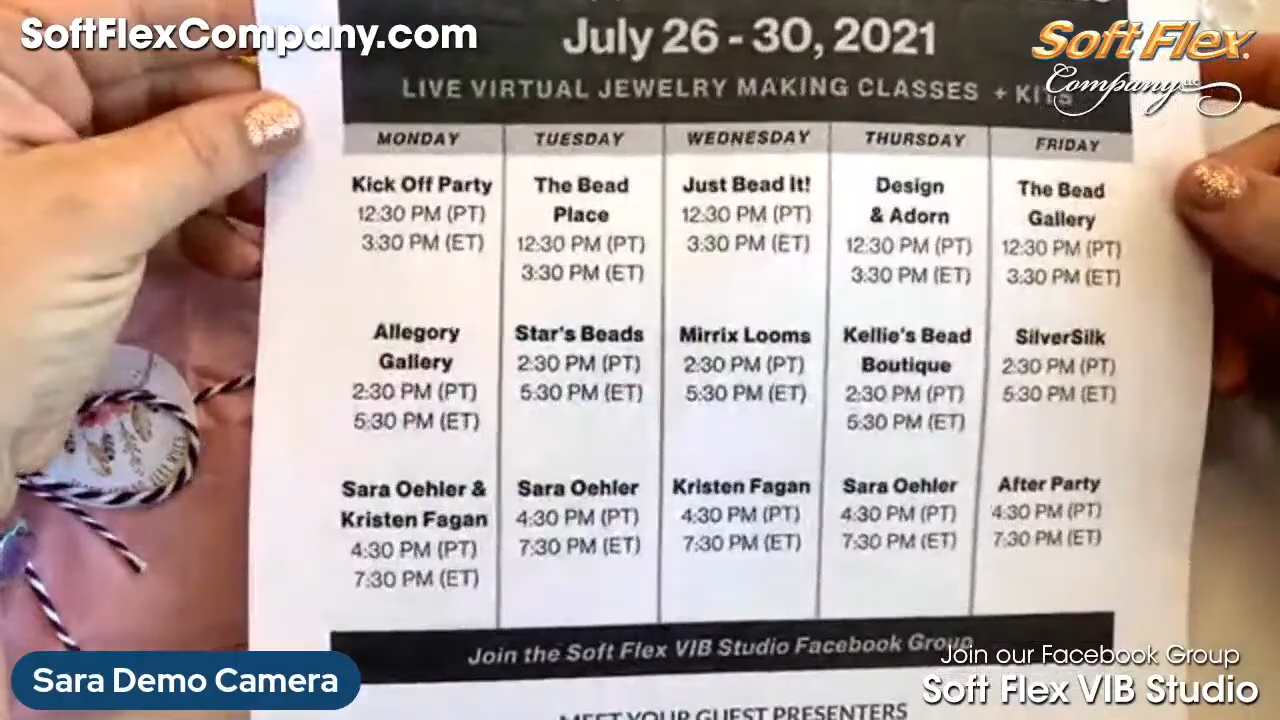 SoftFlexCompany.com
Soft Flex®
Company
July 26 - 30, 2021
LIVE VIRTUAL JEWELRY MAKING CLASSES + KITS
MONDAY TUESDAY WEDNESDAY THURSDAY FRIDAY
Kick Off Party
12:30 PM (PT)
3:30 PM (ET)
The Bead
Place
12:30 PM (PT)
3:30 PM (ET)
Just Bead It!
12:30 PM (PT)
3:30 PM (ET)
Design
& Adorn
12:30 PM (PT)
3:30 PM (ET)
The Bead
Gallery
12:30 PM (PT)
3:30 PM (ET)
Allegory
Gallery
2:30 PM (PT)
5:30 PM (ET)
Star's Beads
2:30 PM (PT)
5:30 PM (ET)
Mirrix Looms
2:30 PM (PT)
5:30 PM (ET)
Kellie's Bead
Boutique
2:30 PM (PT)
5:30 PM (ET)
SilverSilk
2:30 PM (PT)
5:30 PM (ET)
Sara Oehler &
Kristen Fagan
4:30 PM (PT)
7:30 PM (ET)
Sara Oehler
4:30 PM (PT)
7:30 PM (ET)
Kristen Fagan
4:30 PM (PT)
7:30 PM (ET)
Sara Oehler
4:30 PM (PT)
7:30 PM (ET)
After Party
4:30 PM (PT)
7:30 PM (ET)
Join the Soft Flex VIB Studio Facebook Group
MEET YOUR GUEST PRESENTERS
Sara Demo Camera
Join our Facebook Group
Soft Flex VIB Studio